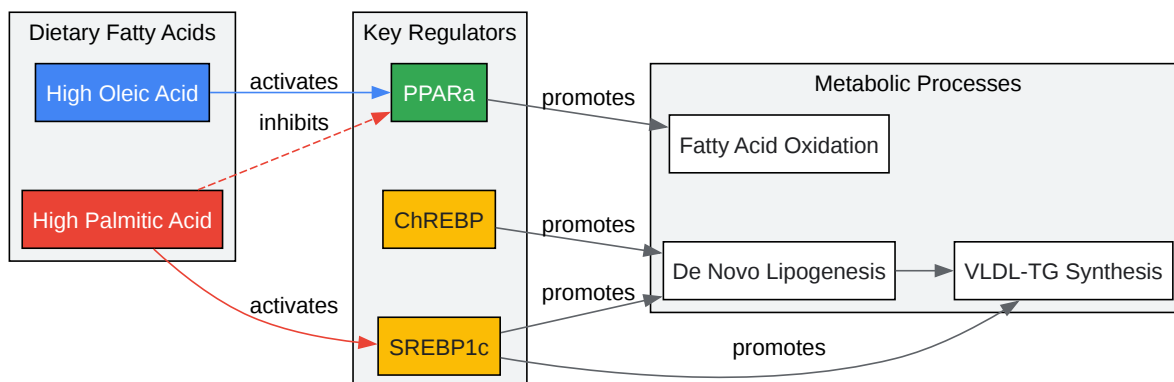 Dietary Fatty Acids
High Oleic Acid
High Palmitic Acid
activates
inhibits
activates
Key Regulators
PPARa
ChREBP
SREBP1c
promotes
promotes
promotes
promotes
Metabolic Processes
Fatty Acid Oxidation
De Novo Lipogenesis
VLDL-TG Synthesis